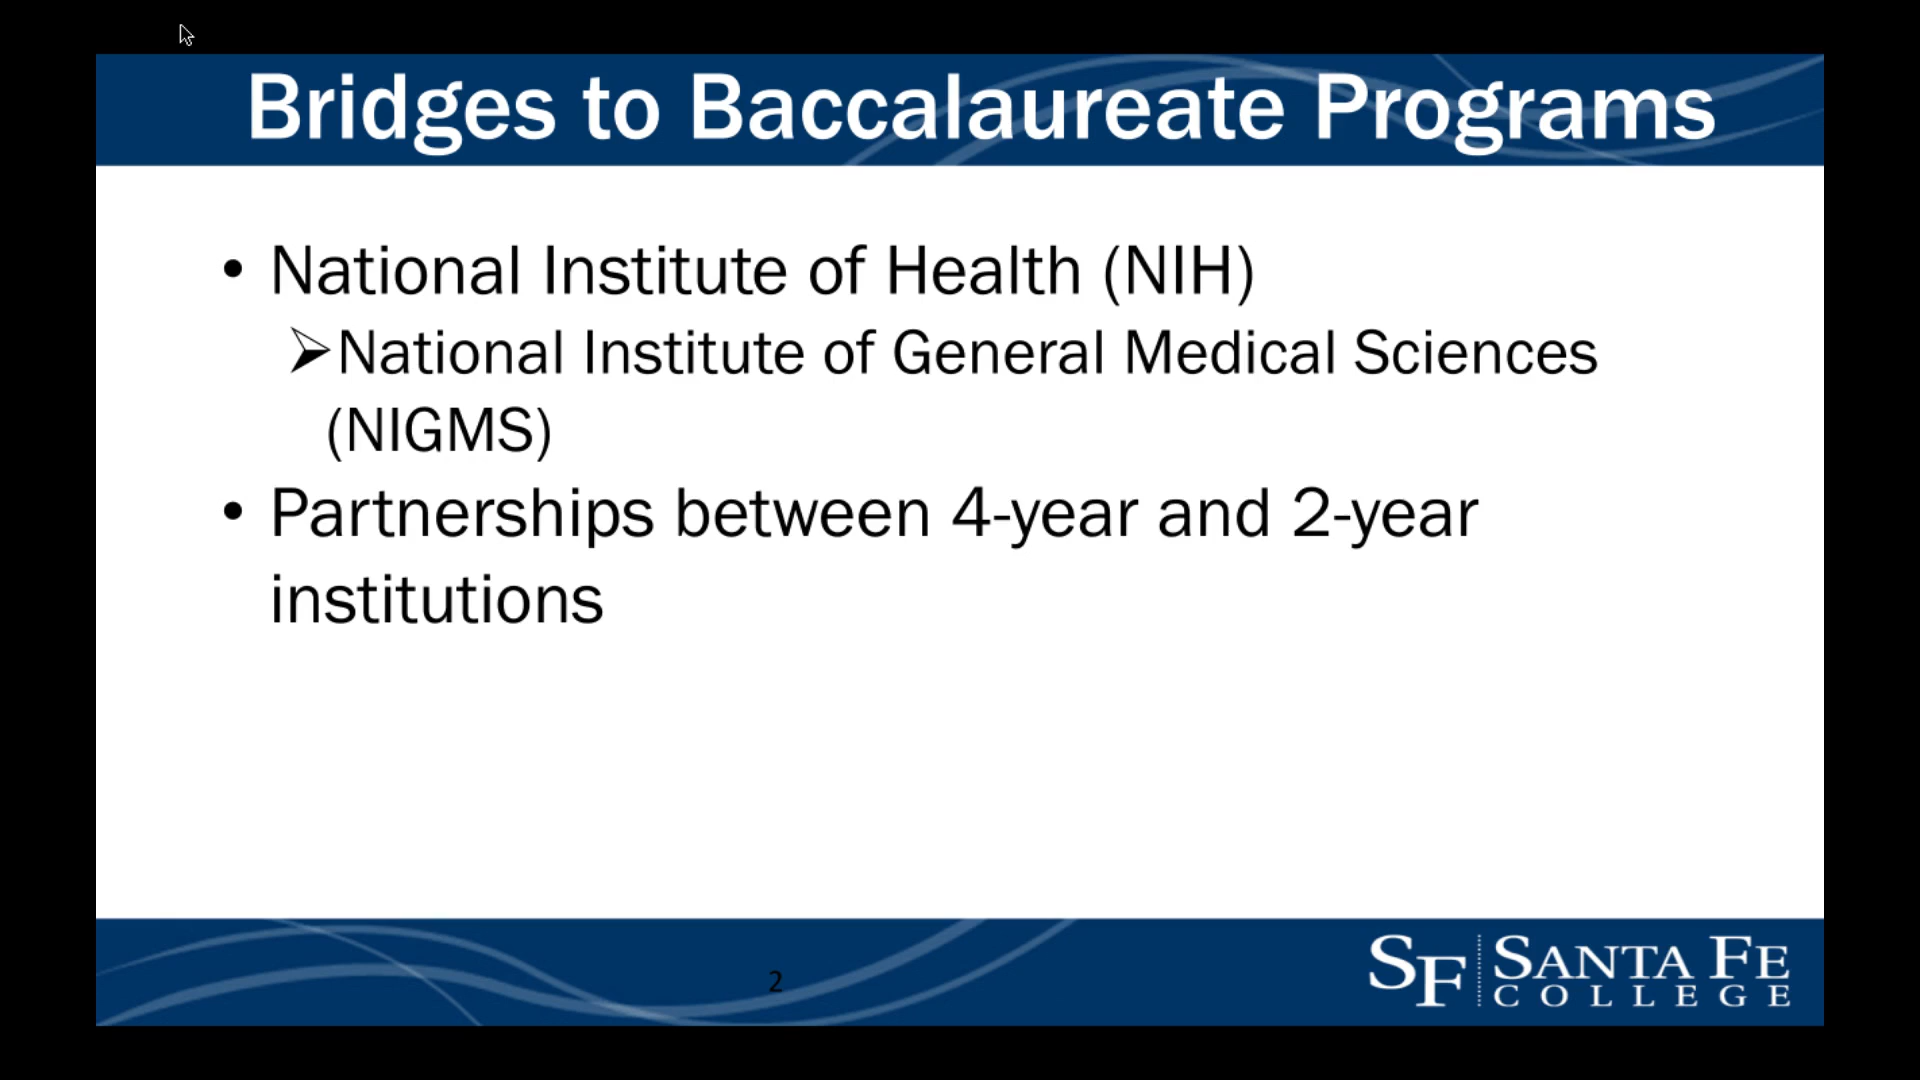 Bridges to Baccalaureate Programs
• National Institute of Health (NIH)
➢National Institute of General Medical Sciences
(NIGMS)
• Partnerships between 4-year and 2-year
institutions
2
SF SANTA FE
COLLEGE